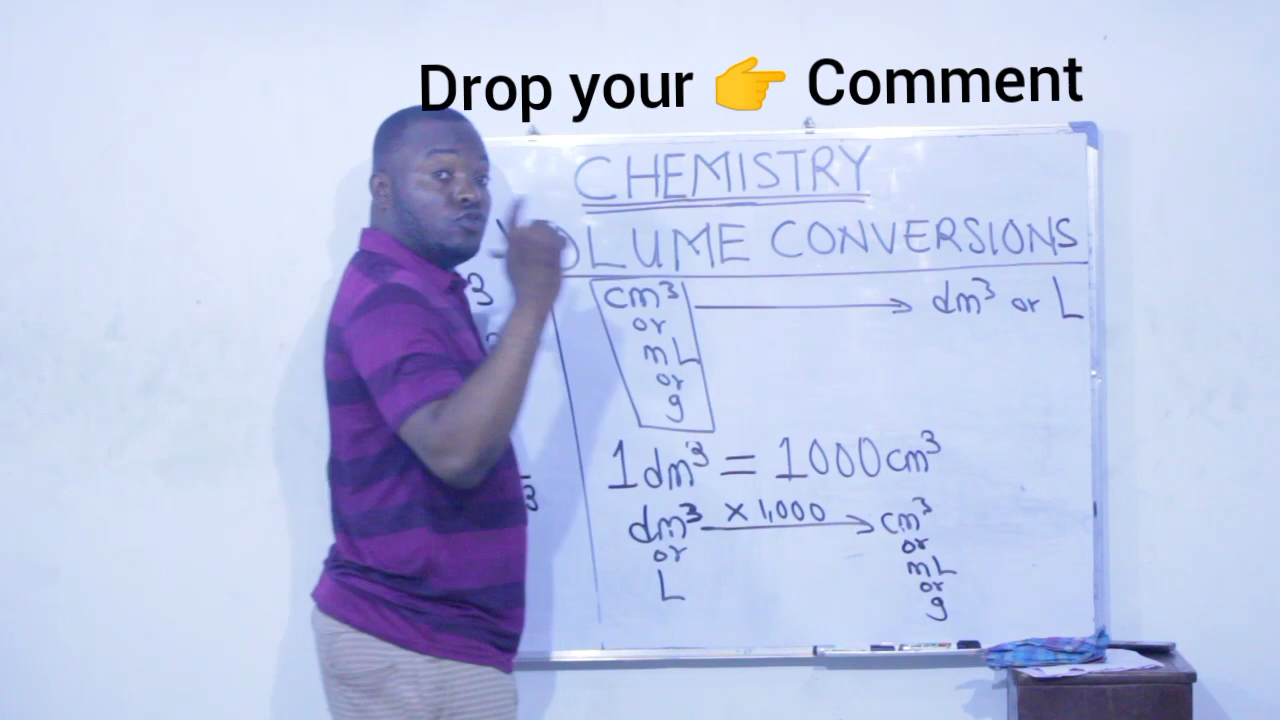 Drop your 👉 Comment
CHEMISTRY
VOLUME CONVERSIONS
cm³ → dm³ or L
or
mL
or
g
1dm³ = 1000cm³
dm³ × 1,000 → cm³
or
L
or
mL
or
g